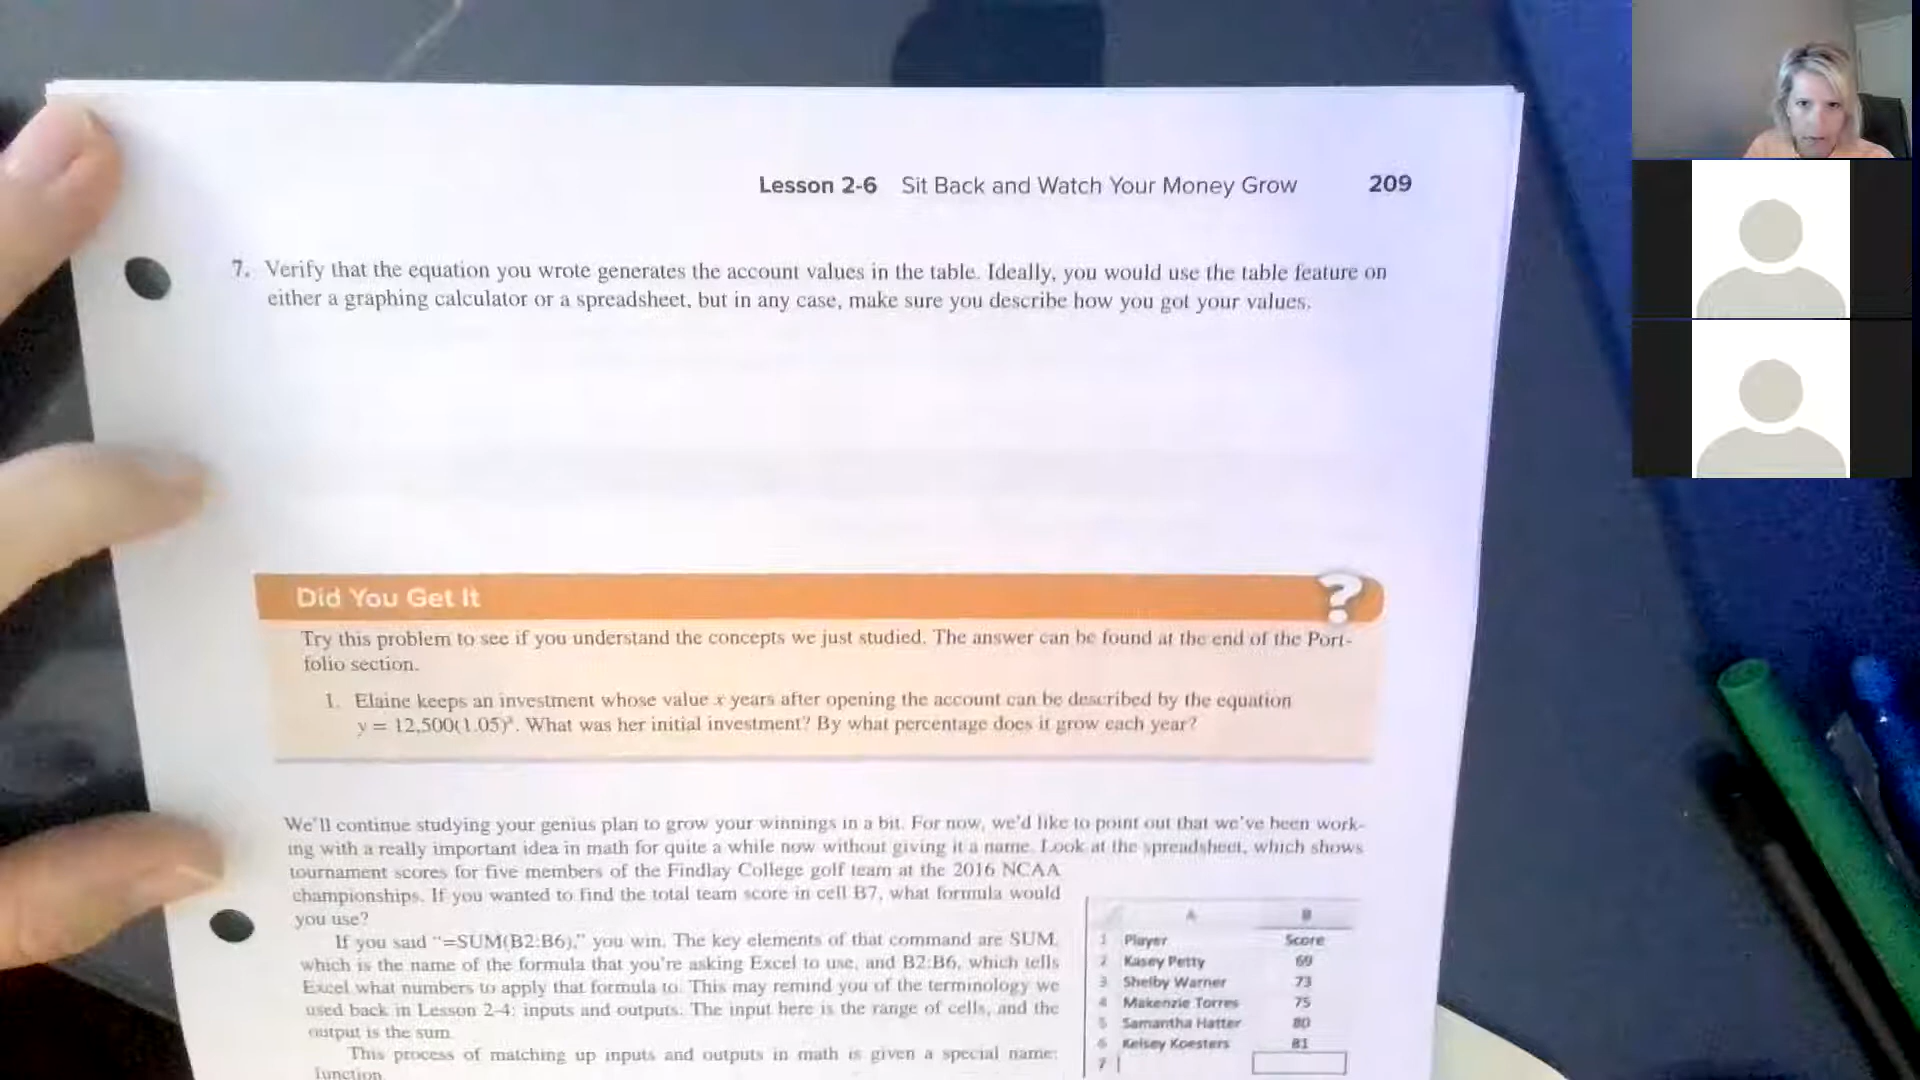 Lesson 2-6 Sit Back and Watch Your Money Grow 209
7. Verify that the equation you wrote generates the account values in the table. Ideally, you would use the table feature on
either a graphing calculator or a spreadsheet, but in any case, make sure you describe how you got your values.
Did You Get It ?
Try this problem to see if you understand the concepts we just studied. The answer can be found at the end of the Port-
folio section.
1. Elaine keeps an investment whose value x years after opening the account can be described by the equation
y = 12,500(1.05)ˣ. What was her initial investment? By what percentage does it grow each year?
We'll continue studying your genius plan to grow your winnings in a bit. For now, we'd like to point out that we've been work-
ing with a really important idea in math for quite a while now without giving it a name. Look at the spreadsheet, which shows
tournament scores for five members of the Findlay College golf team at the 2016 NCAA
championships. If you wanted to find the total team score in cell B7, what formula would
you use?
If you said "=SUM(B2:B6)," you win. The key elements of that command are SUM,
which is the name of the formula that you're asking Excel to use, and B2:B6, which tells
Excel what numbers to apply that formula to. This may remind you of the terminology we
used back in Lesson 2-4: inputs and outputs. The input here is the range of cells, and the
output is the sum.
This process of matching up inputs and outputs in math is given a special name:
function.
A B
1 Player Score
2 Kasey Petty 69
3 Shelby Warner 73
4 Makenzie Torres 75
5 Samantha Hatter 80
6 Kelsey Koesters 81
7